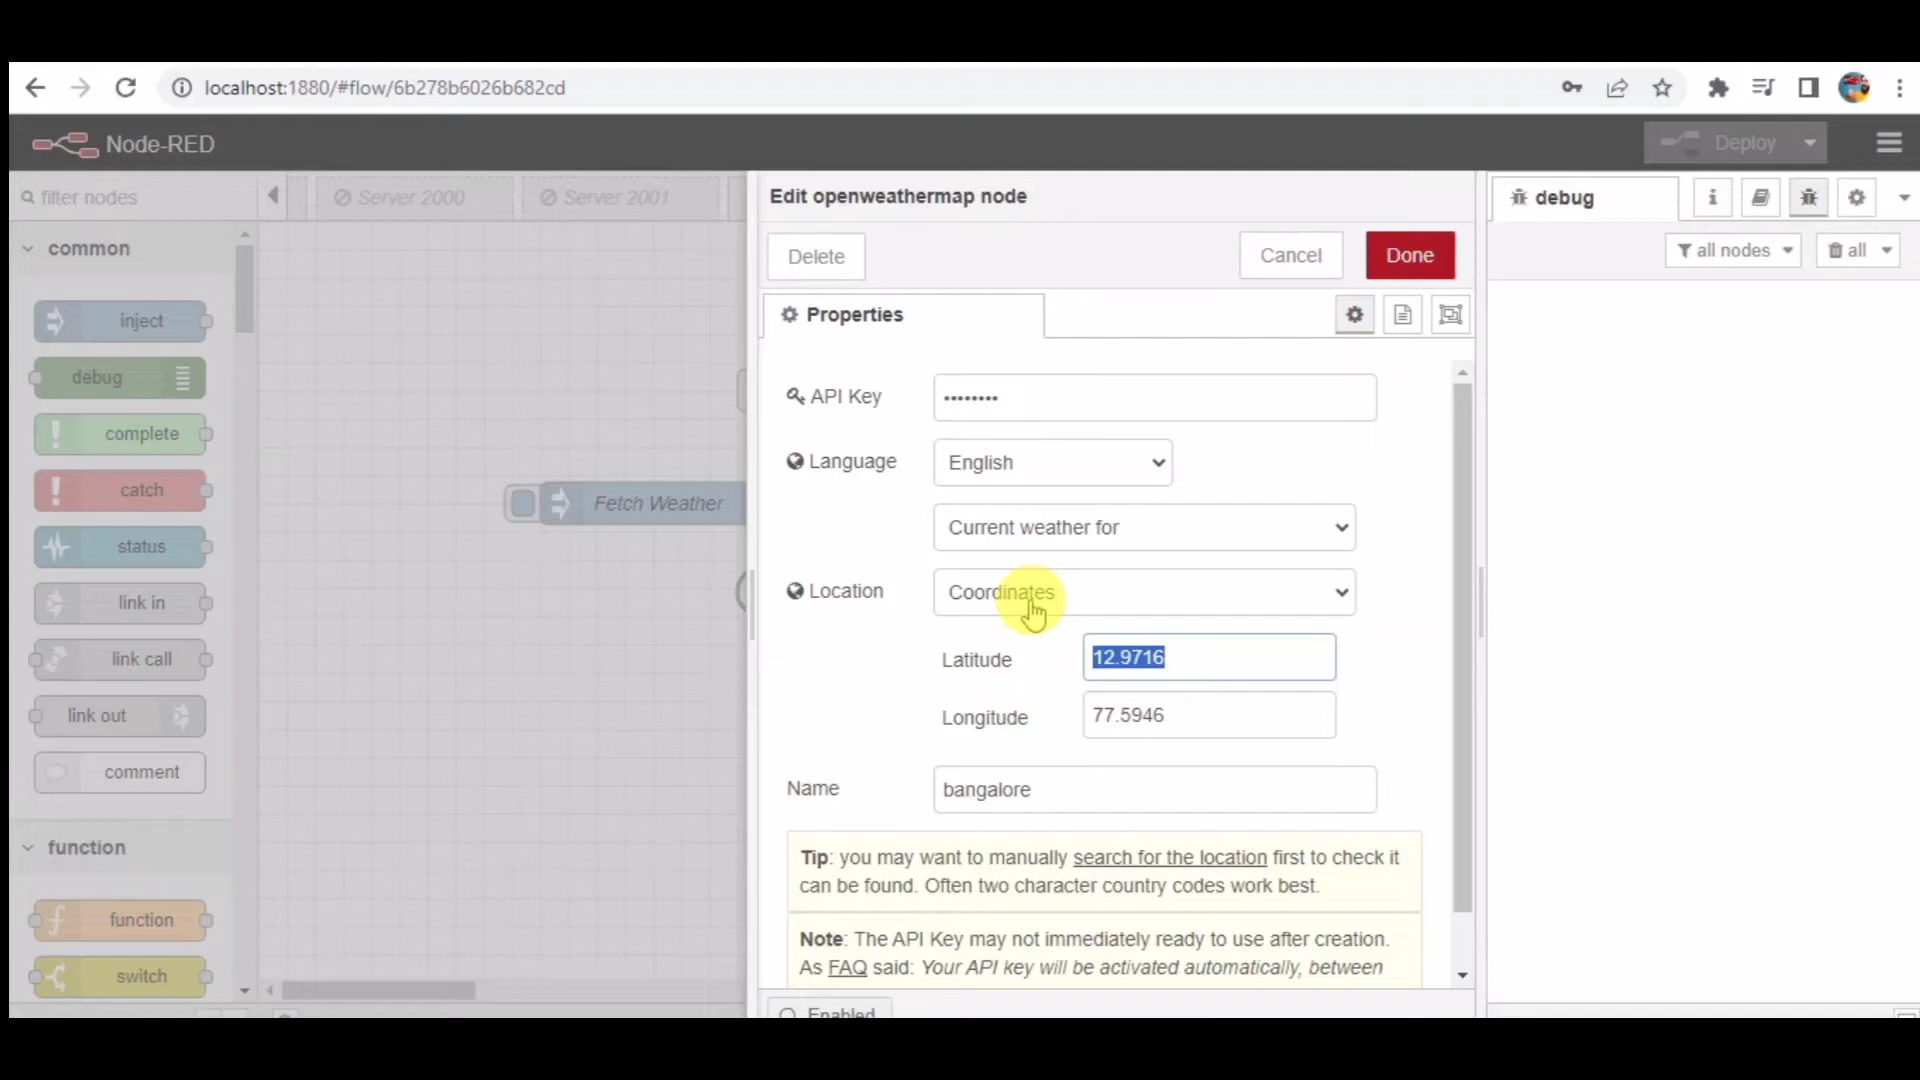 localhost:1880/#flow/6b278b6026b682cd
Node-RED
Deploy
filter nodes
Server 2000
Server 2001
Edit openweathermap node
debug
Delete
Cancel
Done
all nodes
all
common
Properties
inject
debug
complete
catch
status
link in
link call
link out
comment
function
function
switch
Fetch Weather
API Key
••••••••
Language
English
Current weather for
Location
Coordinates
Latitude
12.9716
Longitude
77.5946
Name
bangalore
Tip: you may want to manually search for the location first to check it
can be found. Often two character country codes work best.
Note: The API Key may not immediately ready to use after creation.
As FAQ said: Your API key will be activated automatically, between
Enabled